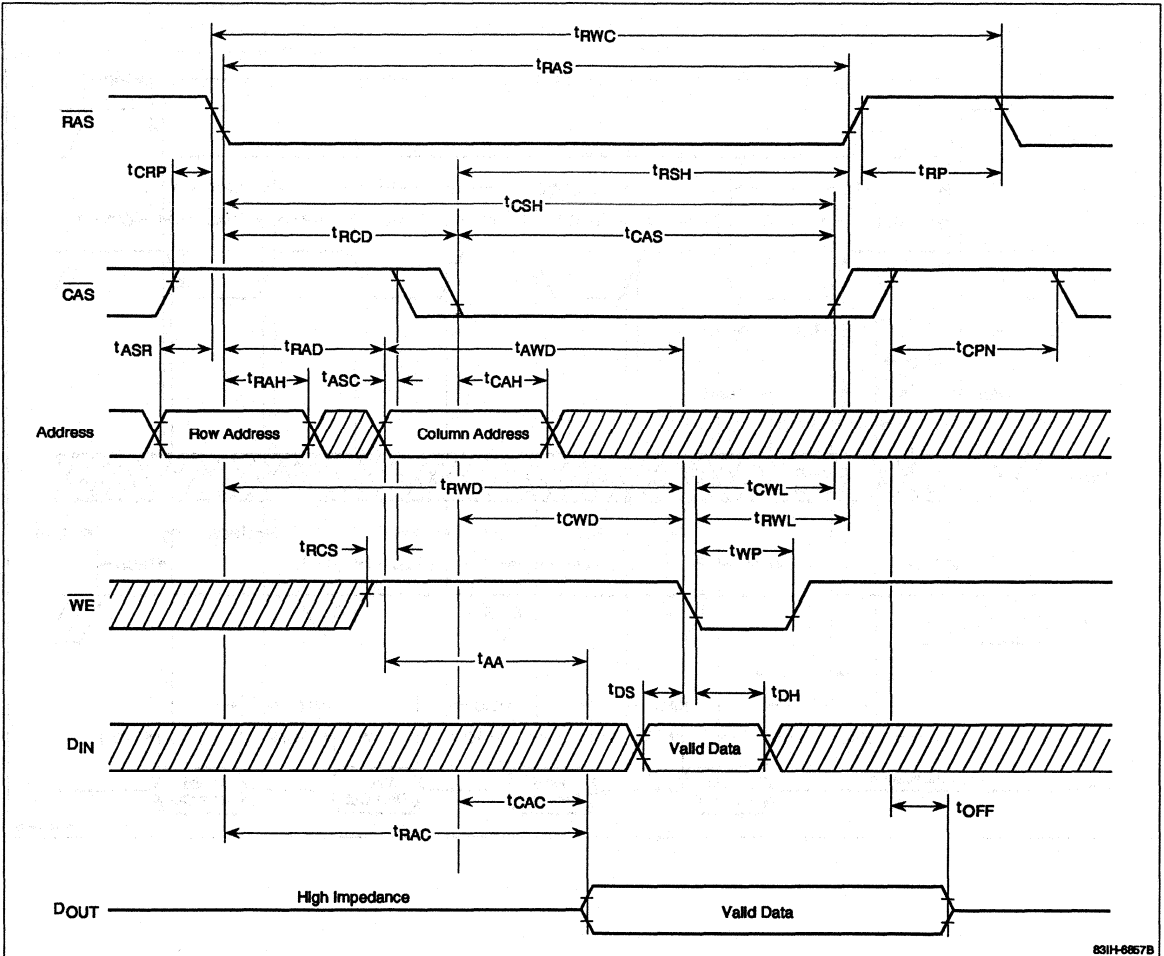 tRWC
tRAS
RAS
tCRP
tRSH
tRP
tCSH
tRCD
tCAS
CAS
tASR
tRAD
tAWD
tCPN
tRAH
tASC
tCAH
Address
Row Address
Column Address
tRWD
tCWL
tCWD
tRWL
tRCS
tWP
WE
tAA
tDS
tDH
DIN
Valid Data
tCAC
tOFF
tRAC
High Impedance
DOUT
Valid Data
83IH-6857B